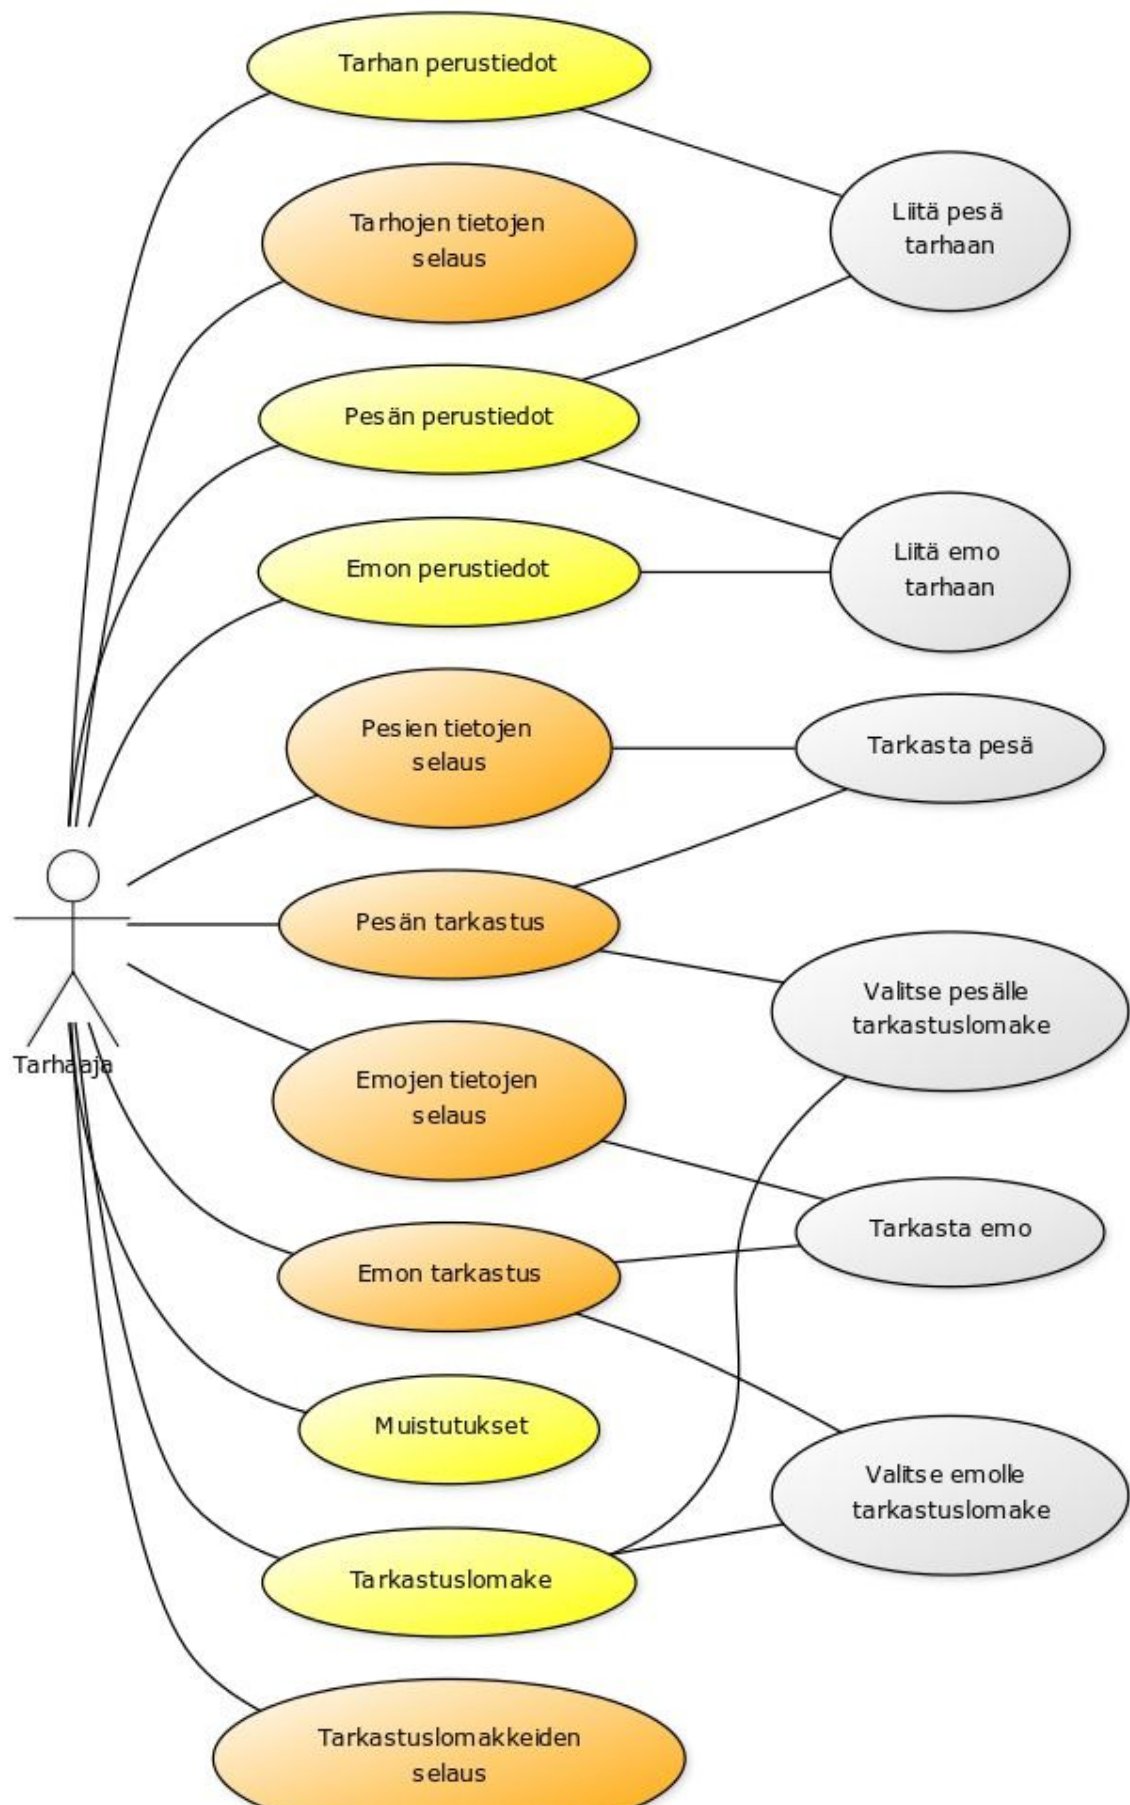 Tarhan perustiedot
Tarhojen tietojen
selaus
Liitä pesä
tarhaan
Pesän perustiedot
Emon perustiedot
Liitä emo
tarhaan
Pesien tietojen
selaus
Tarkasta pesä
Pesän tarkastus
Valitse pesälle
tarkastuslomake
Tarhaaja
Emojen tietojen
selaus
Tarkasta emo
Emon tarkastus
Muistutukset
Valitse emolle
tarkastuslomake
Tarkastuslomake
Tarkastuslomakkeiden
selaus